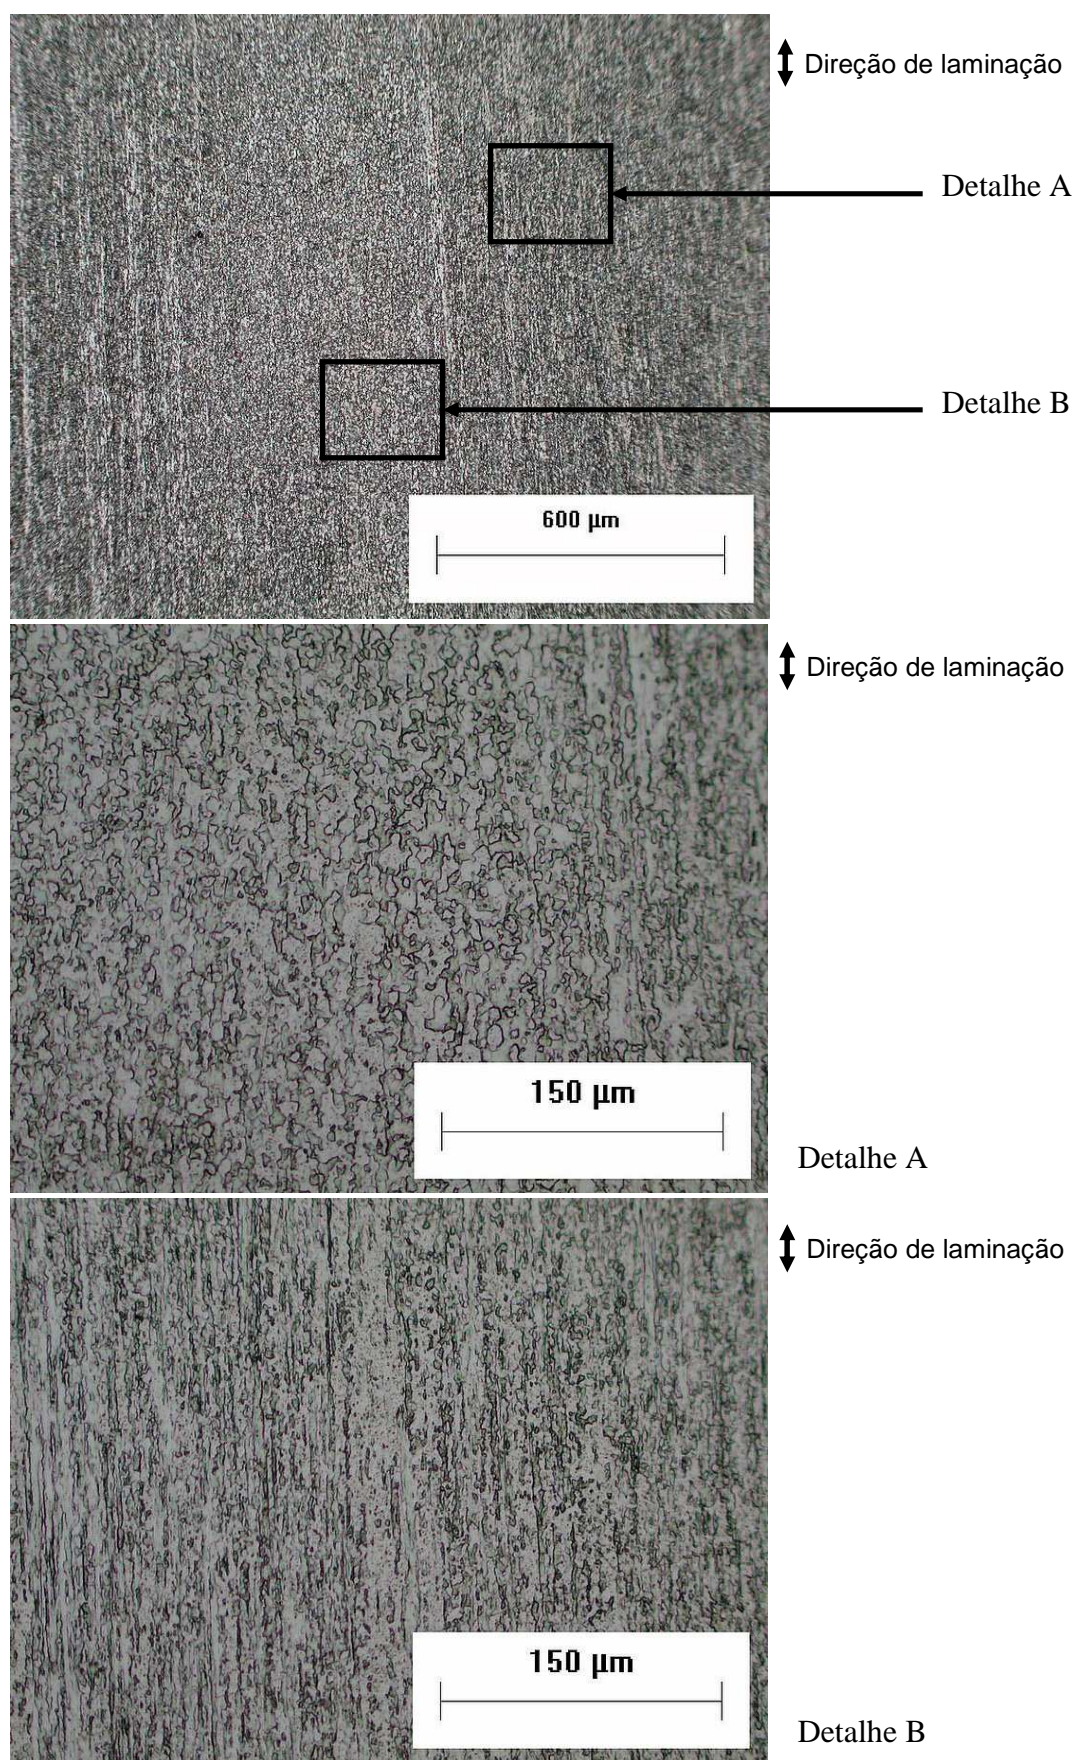 Direção de laminação
Detalhe A
Detalhe B
600 µm
Direção de laminação
150 µm
Detalhe A
Direção de laminação
150 µm
Detalhe B